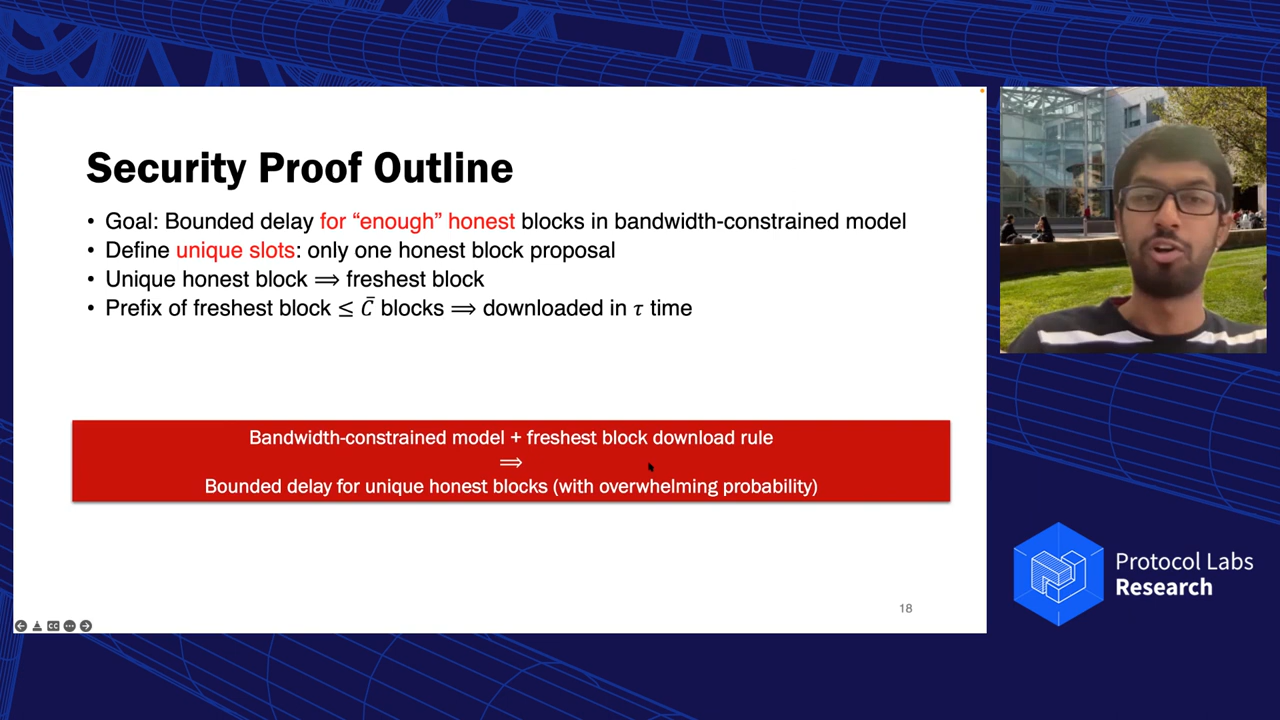 Security Proof Outline
• Goal: Bounded delay for “enough” honest blocks in bandwidth-constrained model
• Define unique slots: only one honest block proposal
• Unique honest block ⟹ freshest block
• Prefix of freshest block ≤ C̄ blocks ⟹ downloaded in τ time
Bandwidth-constrained model + freshest block download rule
⟹
Bounded delay for unique honest blocks (with overwhelming probability)
18
CC
Protocol Labs
Research